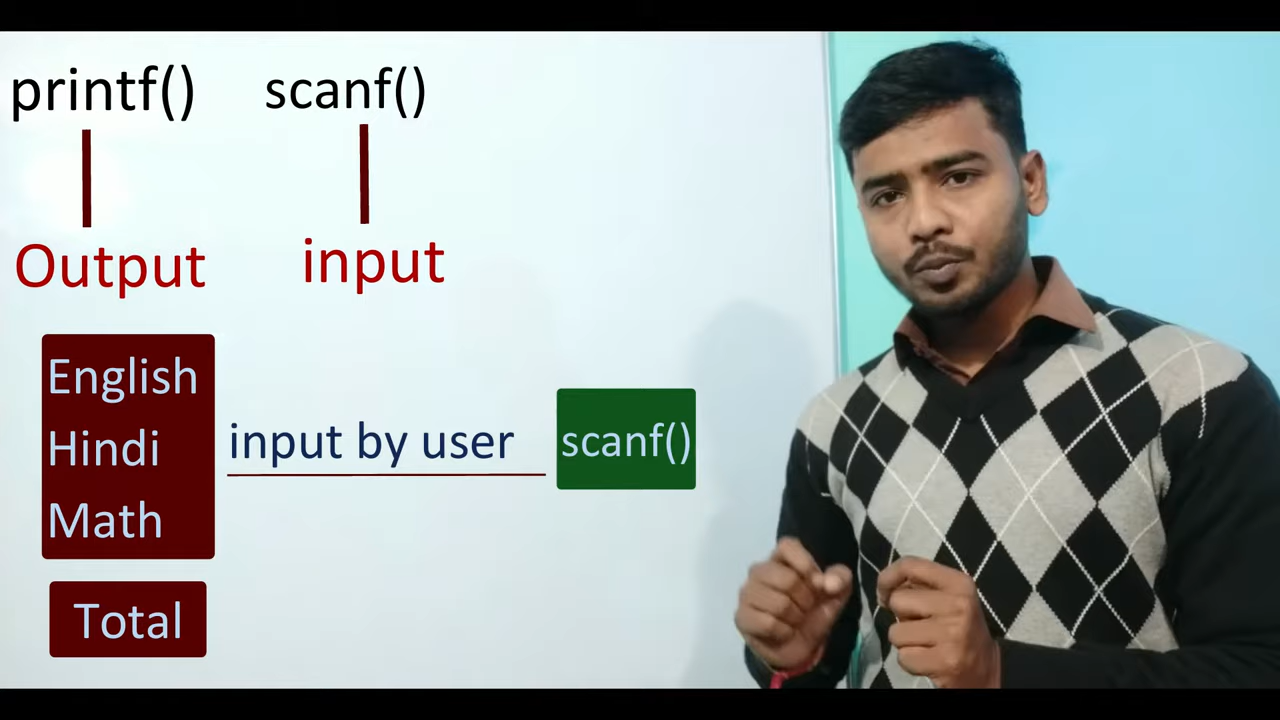 printf() scanf()
Output input
English
Hindi
Math
input by user
scanf()
Total